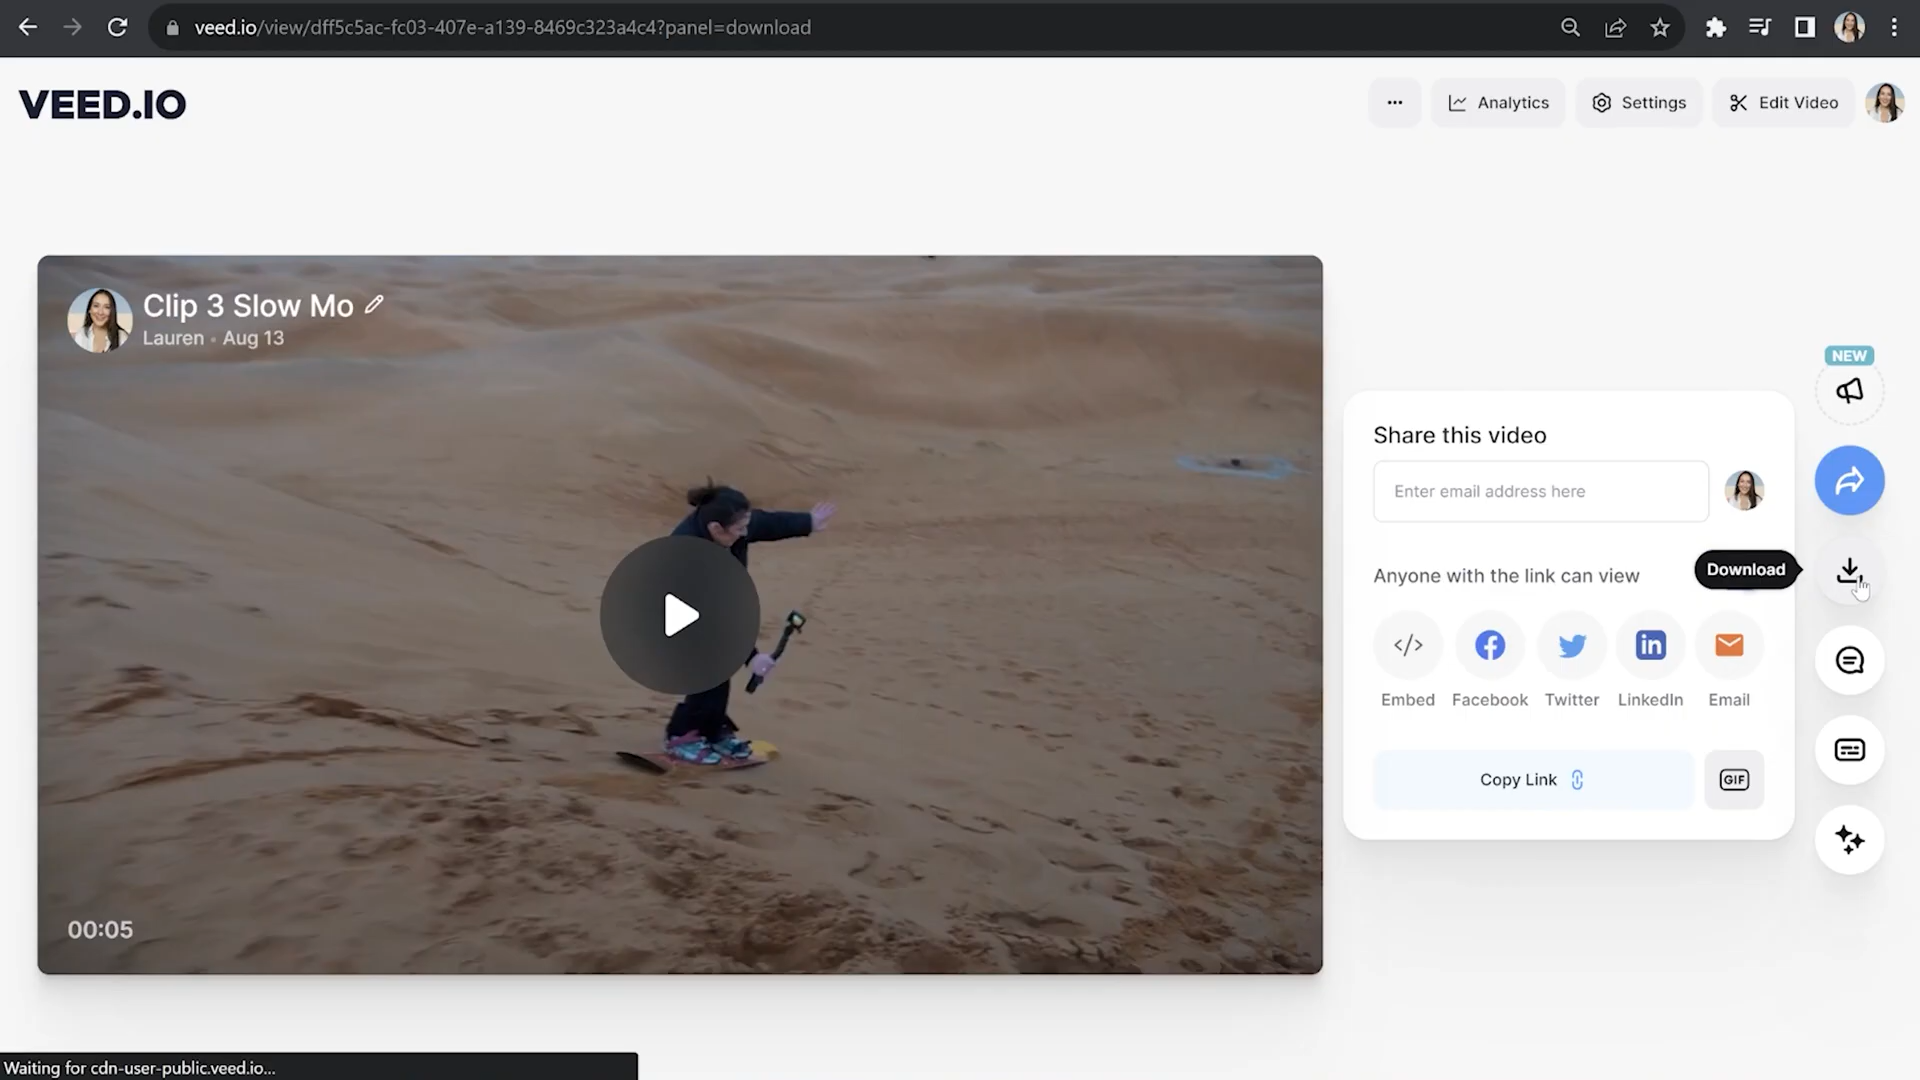 veed.io/view/dff5c5ac-fc03-407e-a139-8469c323a4c4?panel=download
VEED.IO
···
Analytics
Settings
Edit Video
Clip 3 Slow Mo
Lauren • Aug 13
00:05
NEW
Share this video
Enter email address here
Anyone with the link can view
Download
</>
Embed
Facebook
Twitter
in
LinkedIn
Email
Copy Link
GIF
Waiting for cdn-user-public.veed.io...